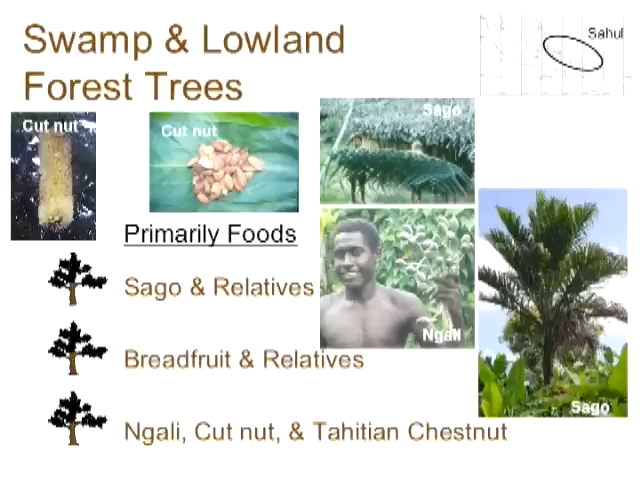 Swamp & Lowland
Forest Trees
Sahul
Cut nut
Cut nut
Sago
Primarily Foods
Sago & Relatives
Ngali
Breadfruit & Relatives
Sago
Ngali, Cut nut, & Tahitian Chestnut